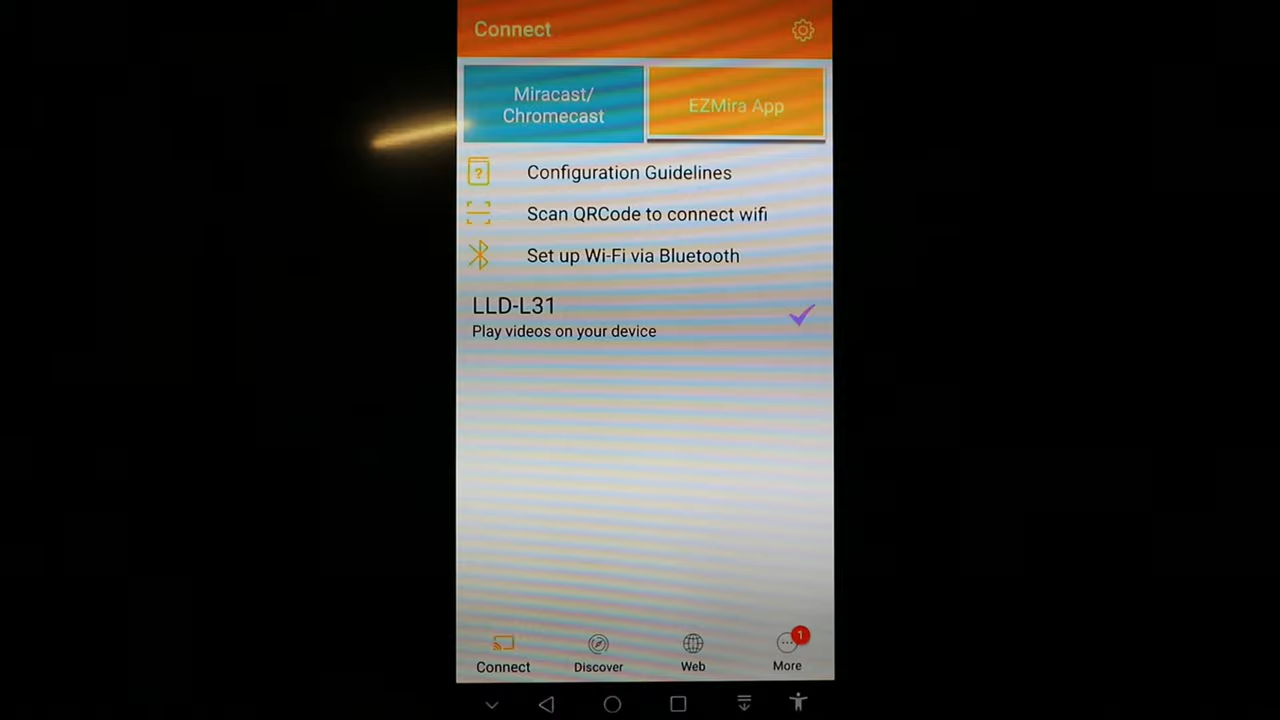 Connect
Miracast/
Chromecast
EZMira App
Configuration Guidelines
Scan QRCode to connect wifi
Set up Wi-Fi via Bluetooth
LLD-L31
Play videos on your device
1
Connect
Discover
Web
More